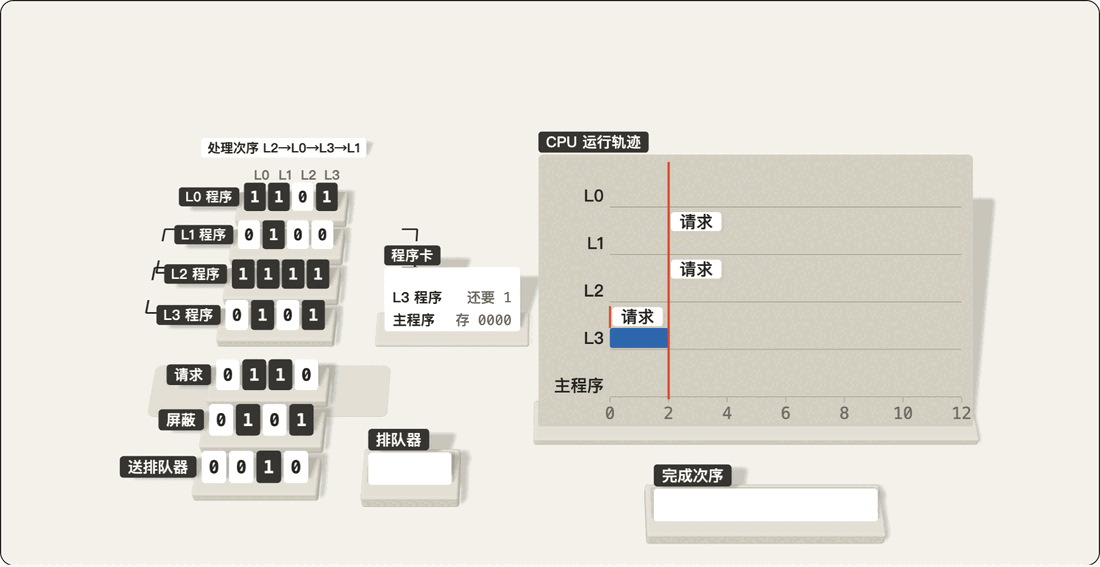 处理次序 L2→L0→L3→L1
L0 L1 L2 L3
L0 程序 1 1 0 1
L1 程序 0 1 0 0
L2 程序 1 1 1 1
L3 程序 0 1 0 1
请求 0 1 1 0
屏蔽 0 1 0 1
送排队器 0 0 1 0
程序卡
L3 程序 还要 1
主程序 存 0000
排队器
CPU 运行轨迹
L0
请求
L1
请求
L2
请求
L3
主程序
0 2 4 6 8 10 12
完成次序